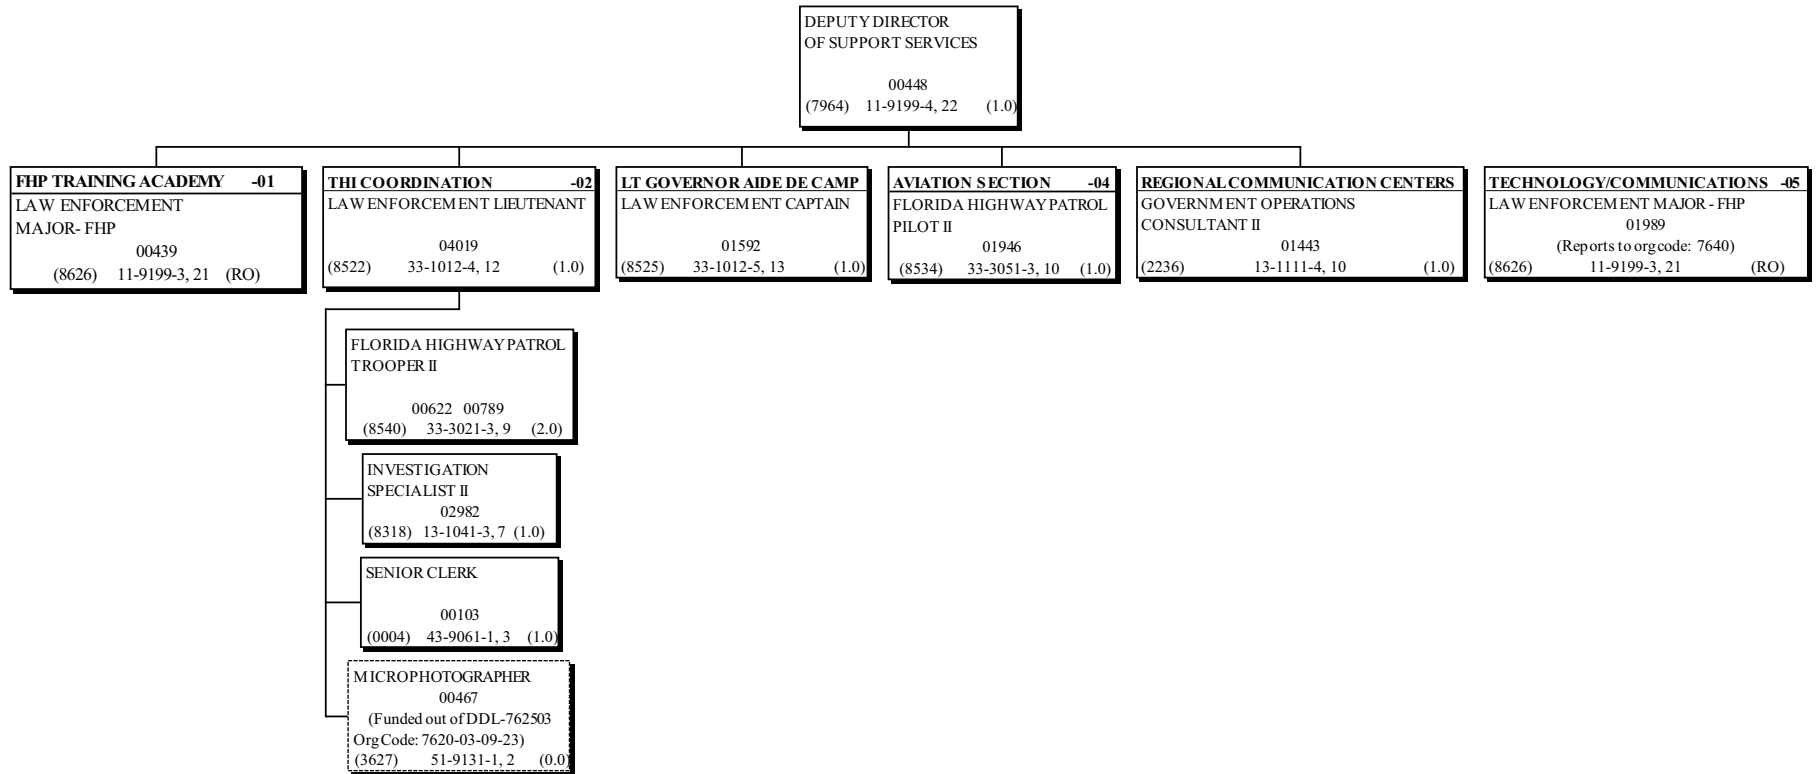 DEPUTY DIRECTOR
OF SUPPORT SERVICES
00448
(7964) 11-9199-4, 22 (1.0)
FHP TRAINING ACADEMY -01
LAW ENFORCEMENT
MAJOR- FHP
00439
(8626) 11-9199-3, 21 (RO)
THI COORDINATION -02
LAW ENFORCEMENT LIEUTENANT
04019
(8522) 33-1012-4, 12 (1.0)
LT GOVERNOR AIDE DE CAMP
LAW ENFORCEMENT CAPTAIN
01592
(8525) 33-1012-5, 13 (1.0)
AVIATION SECTION -04
FLORIDA HIGHWAY PATROL
PILOT II
01946
(8534) 33-3051-3, 10 (1.0)
REGIONAL COMMUNICATION CENTERS
GOVERNMENT OPERATIONS
CONSULTANT II
01443
(2236) 13-1111-4, 10 (1.0)
TECHNOLOGY/COMMUNICATIONS -05
LAW ENFORCEMENT MAJOR - FHP
01989
(Reports to orgcode: 7640)
(8626) 11-9199-3, 21 (RO)
FLORIDA HIGHWAY PATROL
TROOPER II
00622 00789
(8540) 33-3021-3, 9 (2.0)
INVESTIGATION
SPECIALIST II
02982
(8318) 13-1041-3, 7 (1.0)
SENIOR CLERK
00103
(0004) 43-9061-1, 3 (1.0)
MICROPHOTOGRAPHER
00467
(Funded out of DDL-762503
OrgCode: 7620-03-09-23)
(3627) 51-9131-1, 2 (0.0)